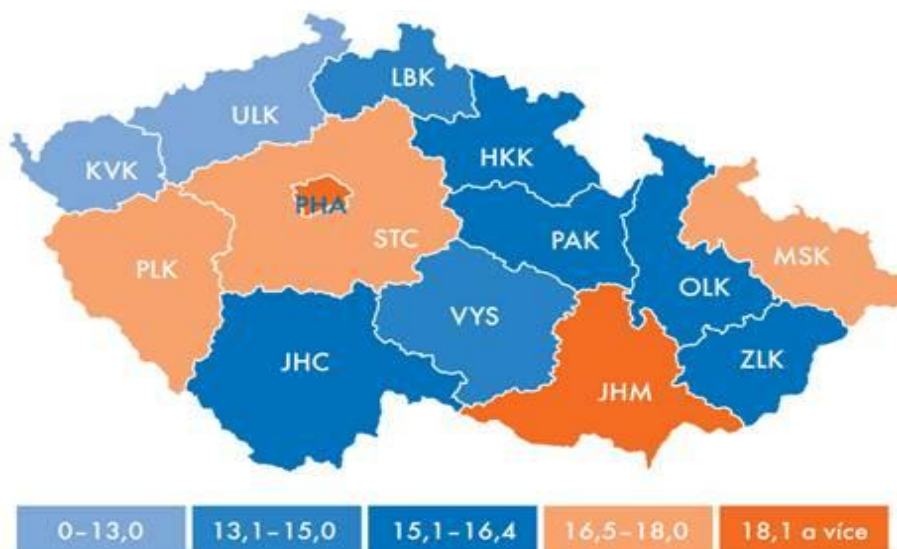 LBK
ULK
HKK
KVK
PHA
STC
PAK
MSK
PLK
OLK
VYS
JHC
ZLK
JHM
0–13,0
13,1–15,0
15,1–16,4
16,5–18,0
18,1 a více